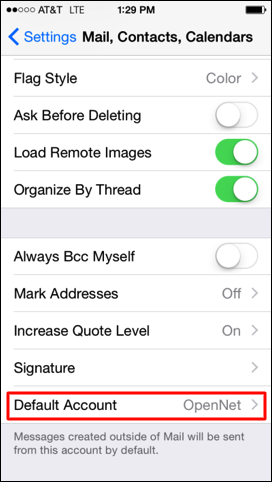 AT&T LTE 1:29 PM
Settings Mail, Contacts, Calendars
Flag Style Color
Ask Before Deleting
Load Remote Images
Organize By Thread
Always Bcc Myself
Mark Addresses Off
Increase Quote Level On
Signature
Default Account OpenNet
Messages created outside of Mail will be sent
from this account by default.